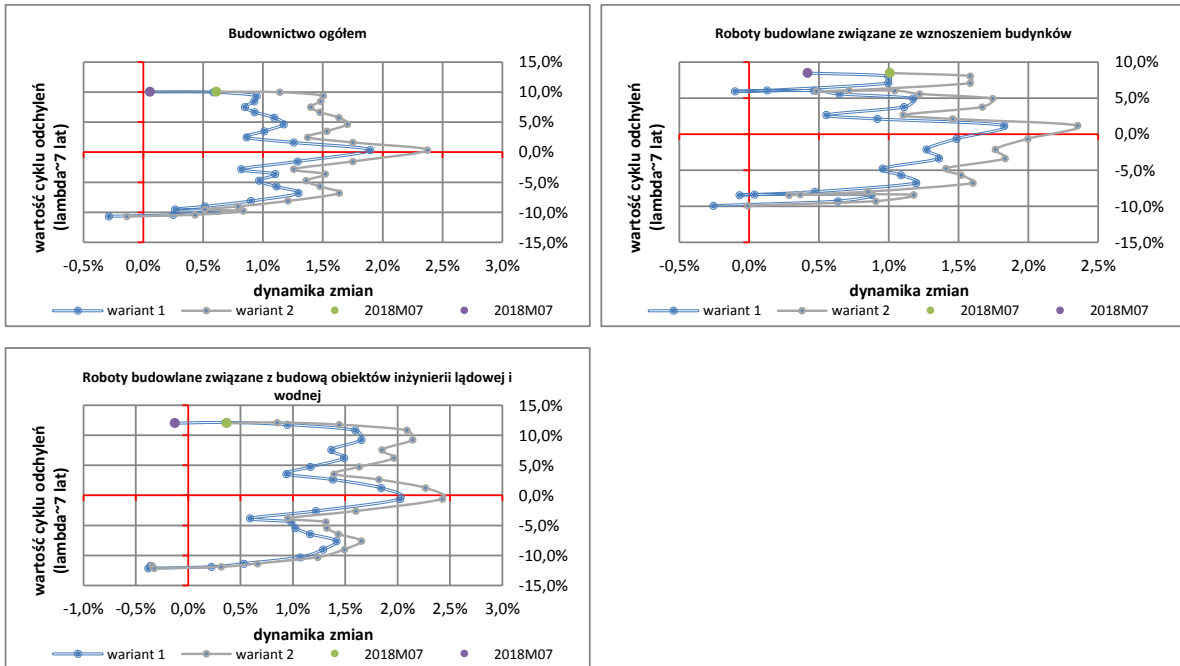 Budownictwo ogółem
wartość cyklu odchyleń
(lambda~7 lat)
15,0%
10,0%
5,0%
0,0%
-5,0%
-10,0%
-15,0%
-0,5% 0,0% 0,5% 1,0% 1,5% 2,0% 2,5% 3,0%
dynamika zmian
wariant 1 wariant 2 2018M07 2018M07
Roboty budowlane związane ze wznoszeniem budynków
wartość cyklu odchyleń
(lambda~7 lat)
10,0%
5,0%
0,0%
-5,0%
-10,0%
-15,0%
-0,5% 0,0% 0,5% 1,0% 1,5% 2,0% 2,5%
dynamika zmian
wariant 1 wariant 2 2018M07 2018M07
Roboty budowlane związane z budową obiektów inżynierii lądowej i
wodnej
wartość cyklu odchyleń
(lambda~7 lat)
15,0%
10,0%
5,0%
0,0%
-5,0%
-10,0%
-15,0%
-1,0% -0,5% 0,0% 0,5% 1,0% 1,5% 2,0% 2,5% 3,0%
dynamika zmian
wariant 1 wariant 2 2018M07 2018M07